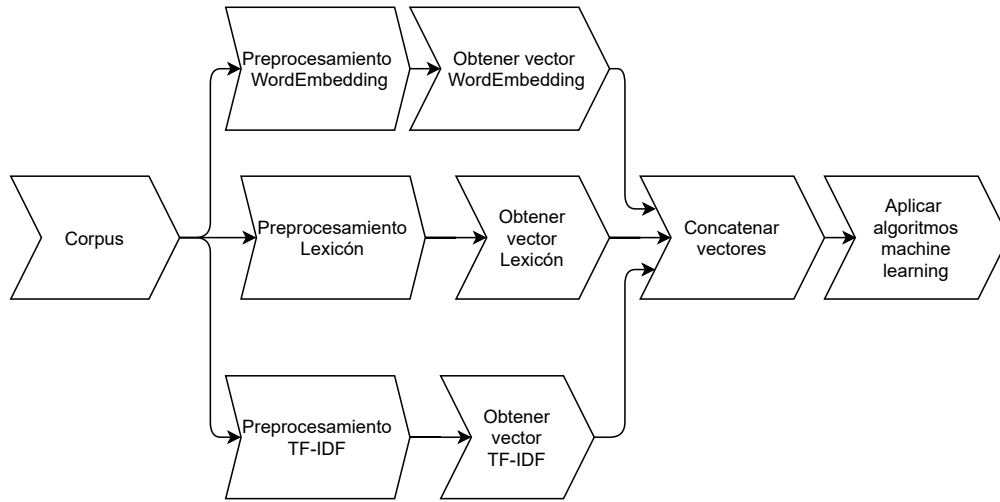 Preprocesamiento
WordEmbedding
Obtener vector
WordEmbedding
Corpus
Preprocesamiento
Lexicón
Obtener
vector
Lexicón
Concatenar
vectores
Aplicar
algoritmos
machine
learning
Preprocesamiento
TF-IDF
Obtener
vector
TF-IDF